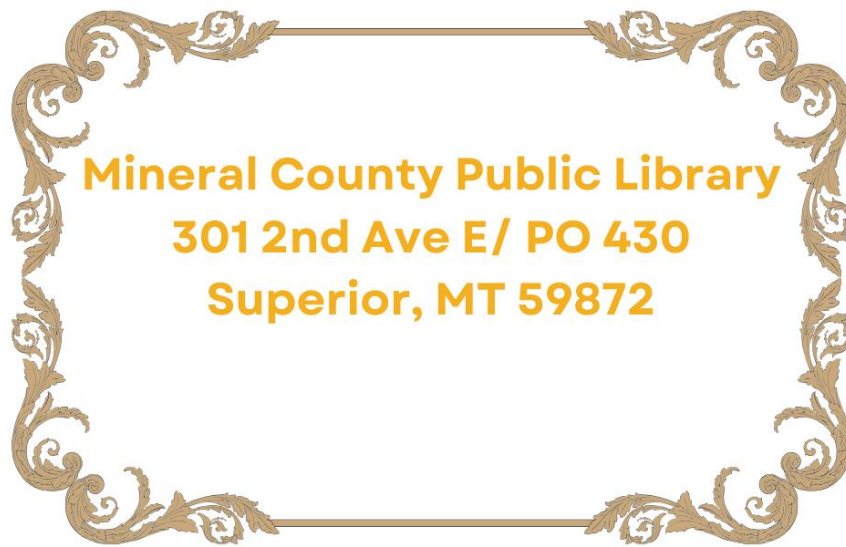 Mineral County Public Library
301 2nd Ave E/ PO 430
Superior, MT 59872